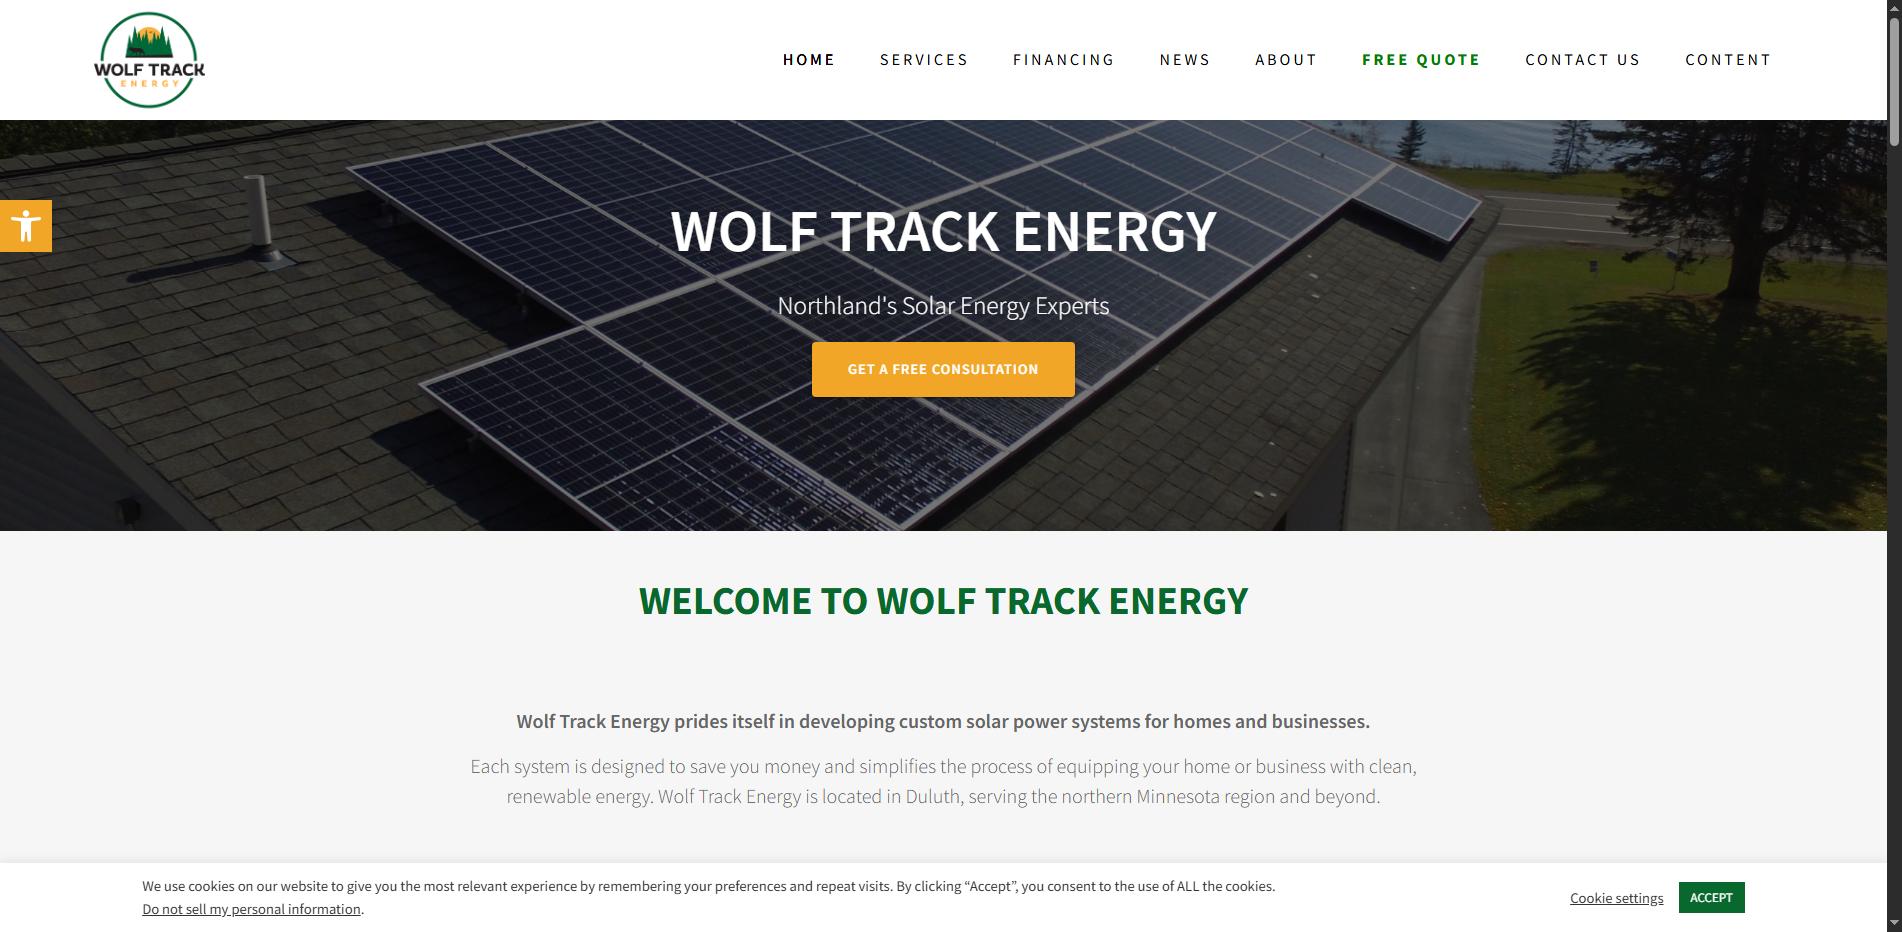 WOLF TRACK
ENERGY
HOME
SERVICES
FINANCING
NEWS
ABOUT
FREE QUOTE
CONTACT US
CONTENT
WOLF TRACK ENERGY
Northland's Solar Energy Experts
GET A FREE CONSULTATION
WELCOME TO WOLF TRACK ENERGY
Wolf Track Energy prides itself in developing custom solar power systems for homes and businesses.
Each system is designed to save you money and simplifies the process of equipping your home or business with clean,
renewable energy. Wolf Track Energy is located in Duluth, serving the northern Minnesota region and beyond.
We use cookies on our website to give you the most relevant experience by remembering your preferences and repeat visits. By clicking “Accept”, you consent to the use of ALL the cookies.
Do not sell my personal information.
Cookie settings
ACCEPT